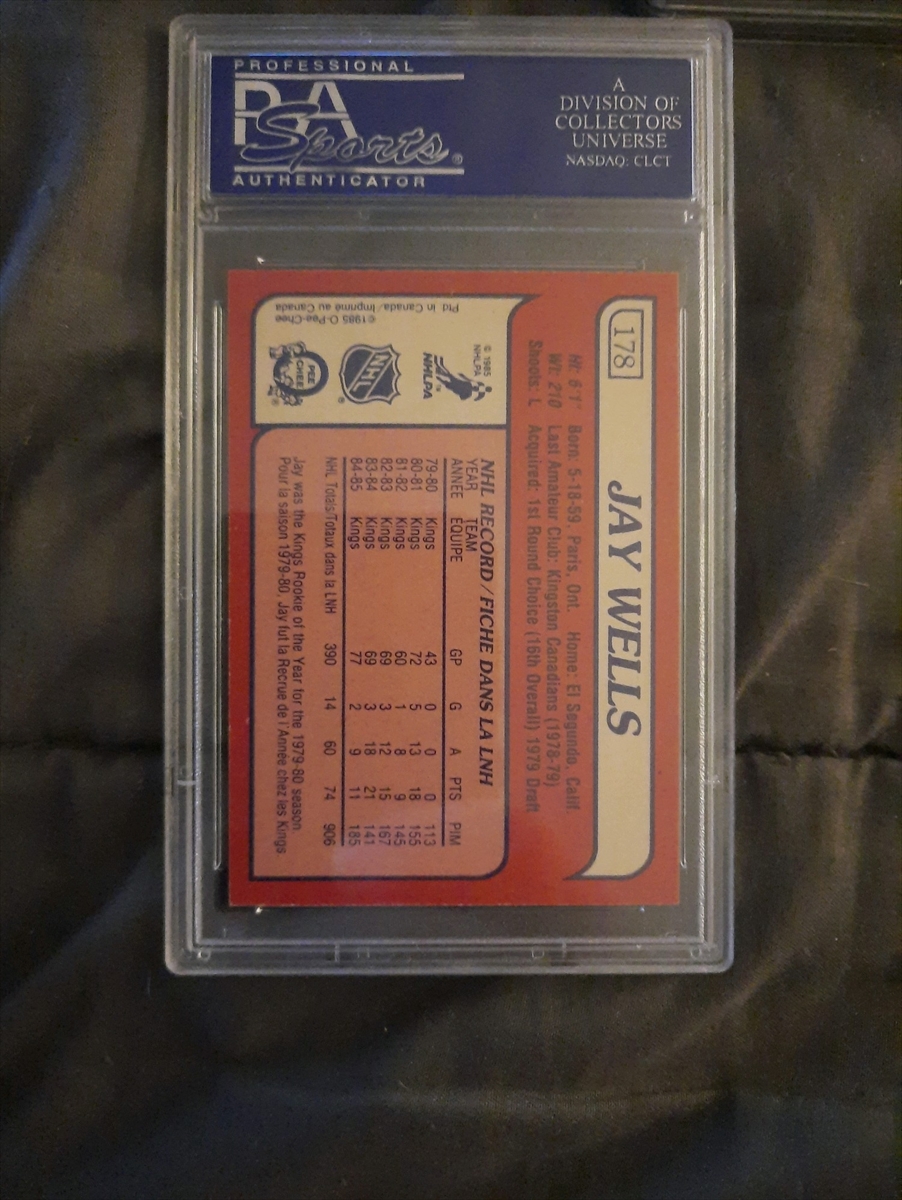 PROFESSIONAL
PSA
Sports®
AUTHENTICATOR
A
DIVISION OF
COLLECTORS
UNIVERSE
NASDAQ: CLCT
178
JAY WELLS
Ht: 6'1" Born: 5-18-59, Paris, Ont. Home: El Segundo, Calif.
Wt: 210 Last Amateur Club: Kingston Canadians (1978-79)
Shoots: L Acquired: 1st Round Choice (16th Overall) 1979 Draft
© 1985
NHLPA
NHLPA
NHL
®
O PEE CHEE
®
©1985 O-Pee-Chee
Ptd in Canada/Imprimé au Canada
NHL RECORD/FICHE DANS LA LNH
YEAR TEAM
ANNÉE ÉQUIPE GP G A PTS PIM
79-80 Kings 43 0 0 0 113
80-81 Kings 72 5 13 18 155
81-82 Kings 60 1 8 9 145
82-83 Kings 69 3 12 15 167
83-84 Kings 69 3 18 21 141
84-85 Kings 77 2 9 11 185
NHL Totals/Totaux dans la LNH 390 14 60 74 906
Jay was the Kings Rookie of the Year for the 1979-80 season
Pour la saison 1979-80, Jay fut la Recrue de l'Année chez les Kings